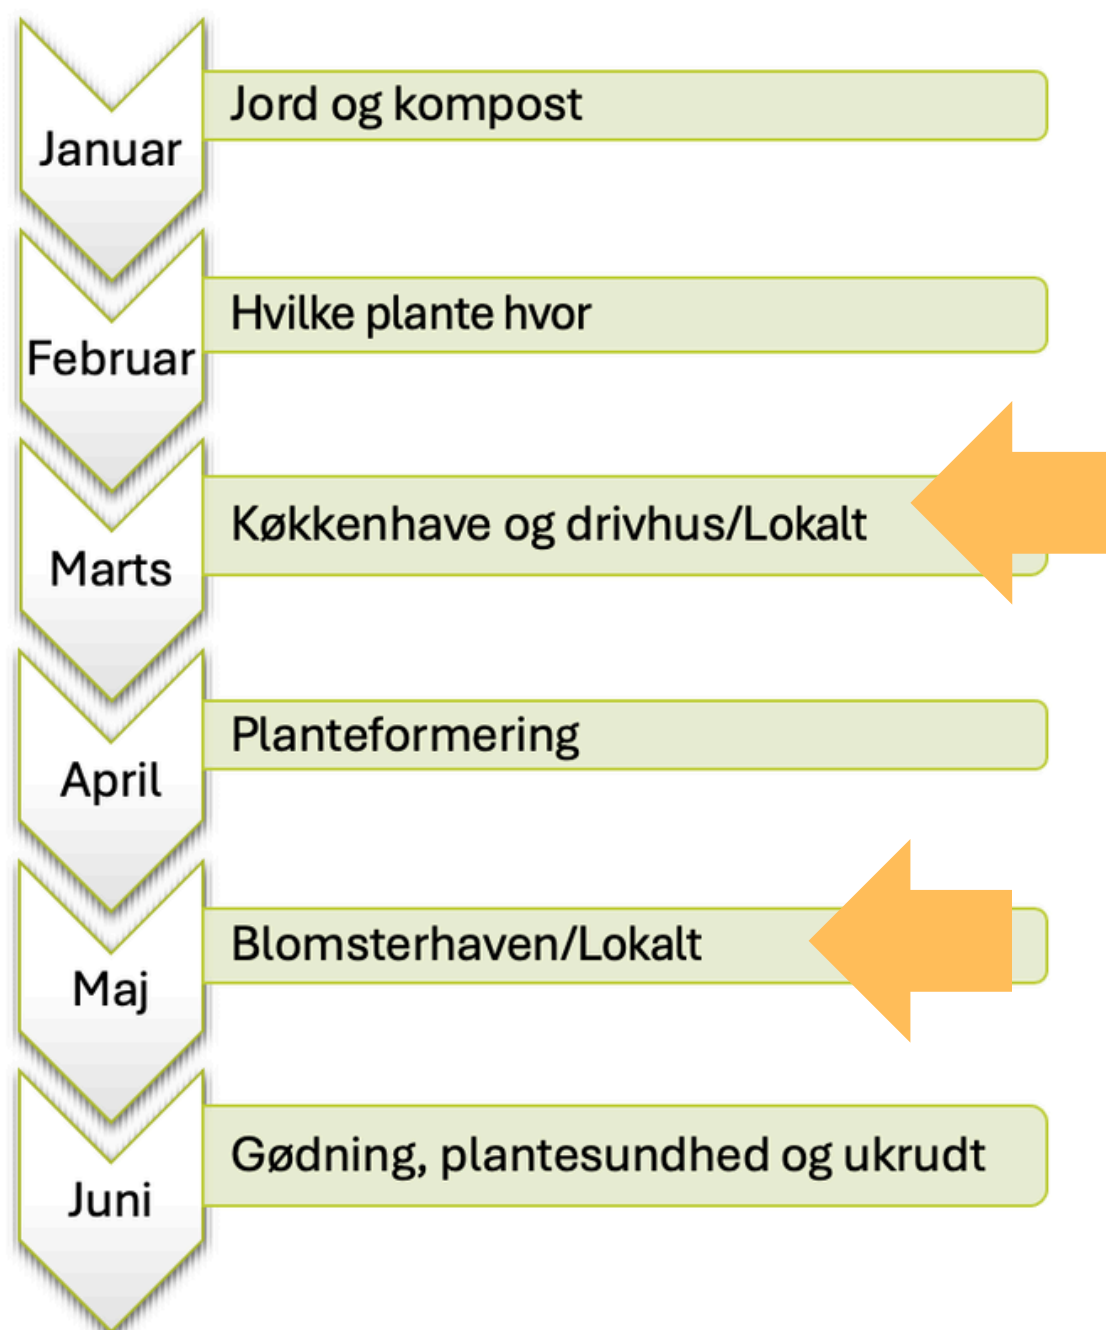 Januar
Jord og kompost
Februar
Hvilke plante hvor
Marts
Køkkenhave og drivhus/Lokalt
April
Planteformering
Maj
Blomsterhaven/Lokalt
Juni
Gødning, plantesundhed og ukrudt